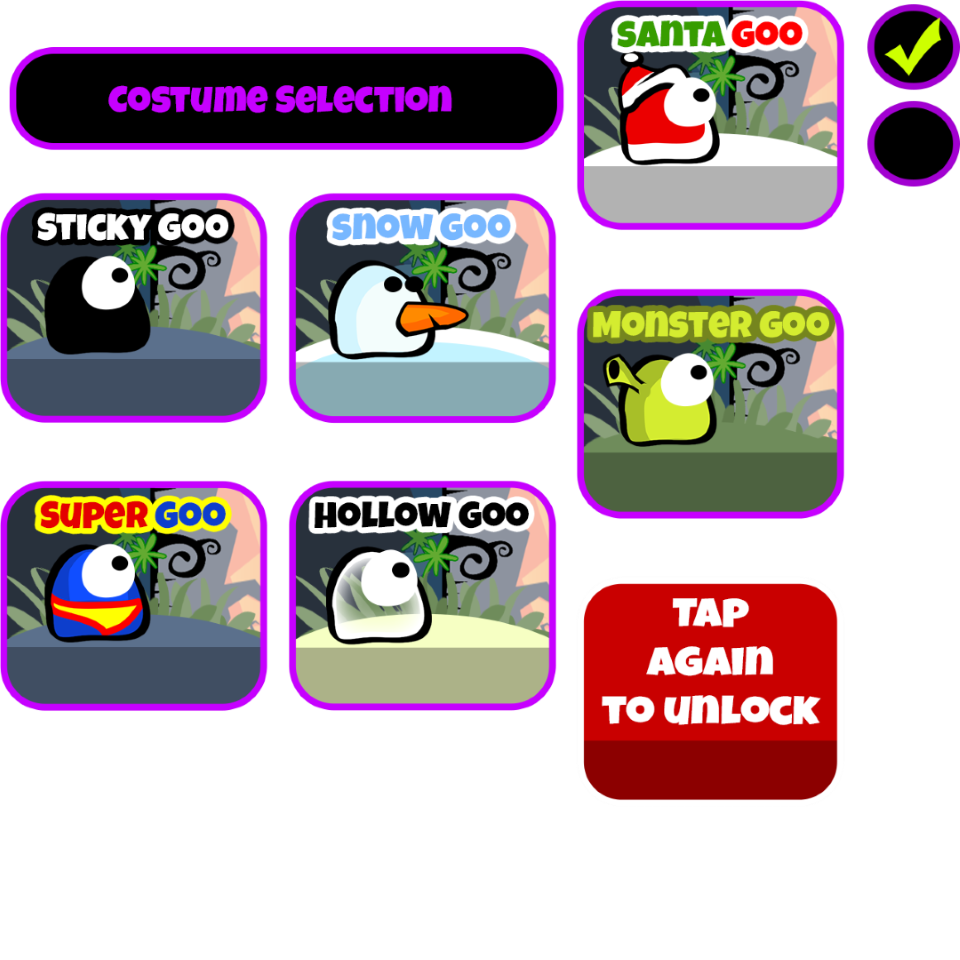 COSTUME SELECTION
SANTA GOO
STICKY GOO
SNOW GOO
MONSTER GOO
SUPER GOO
HOLLOW GOO
TAP
AGAIN
TO UNLOCK